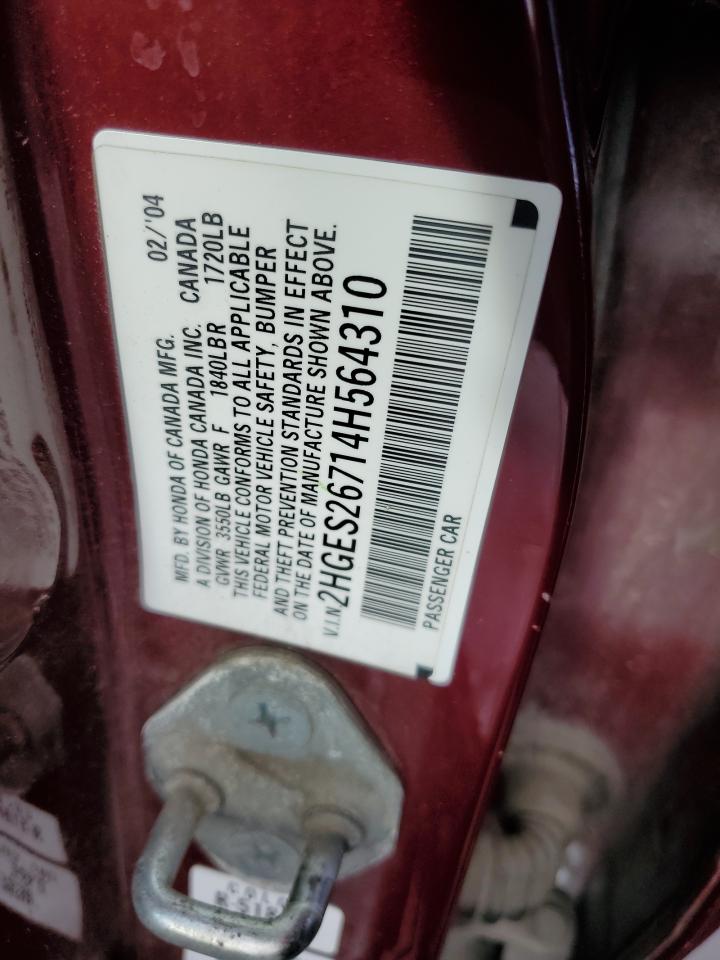 MFD. BY HONDA OF CANADA MFG. 02/'04
A DIVISION OF HONDA CANADA INC. CANADA
GVWR 3550LB GAWR F 1840LBR 1720LB
THIS VEHICLE CONFORMS TO ALL APPLICABLE
FEDERAL MOTOR VEHICLE SAFETY, BUMPER
AND THEFT PREVENTION STANDARDS IN EFFECT
ON THE DATE OF MANUFACTURE SHOWN ABOVE.
V.I.N 2HGES26714H564310
PASSENGER CAR